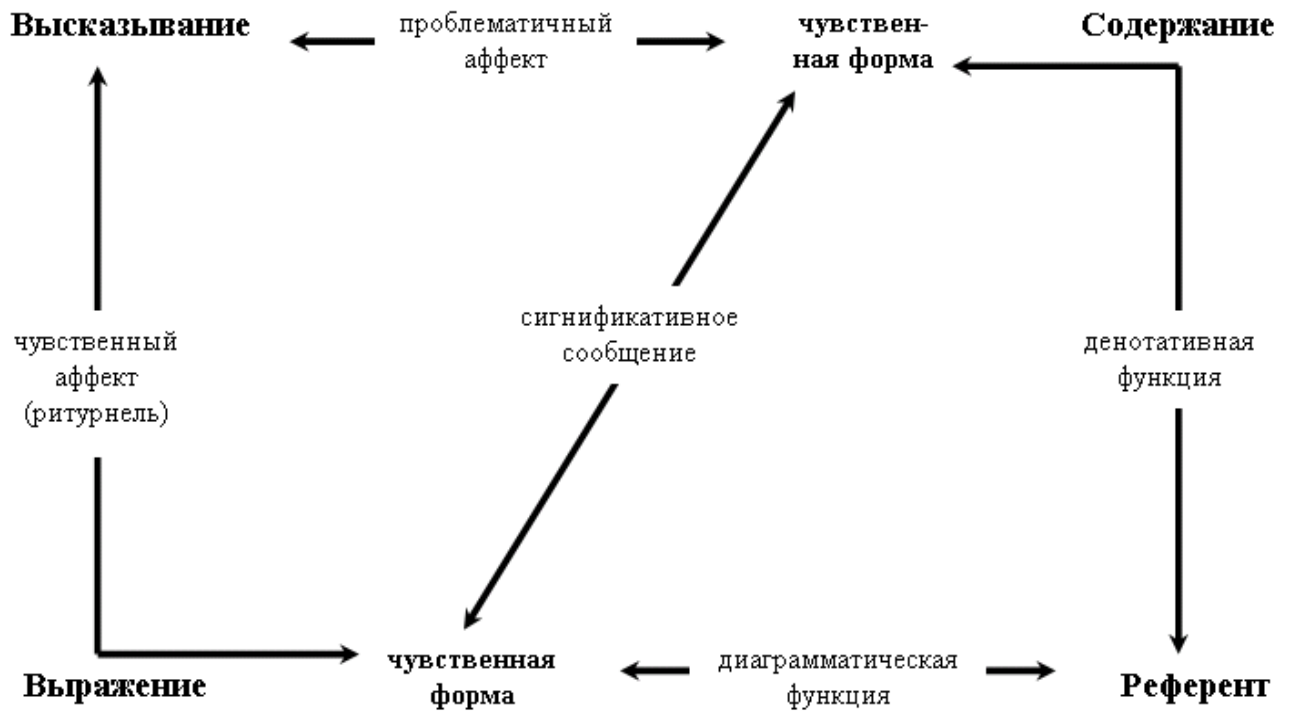 Высказывание
проблематичный
аффект
чувствен-
ная форма
Содержание
чувственный
аффект
(ритурнель)
сигнификативное
сообщение
денотативная
функция
Выражение
чувственная
форма
диаграмматическая
функция
Референт